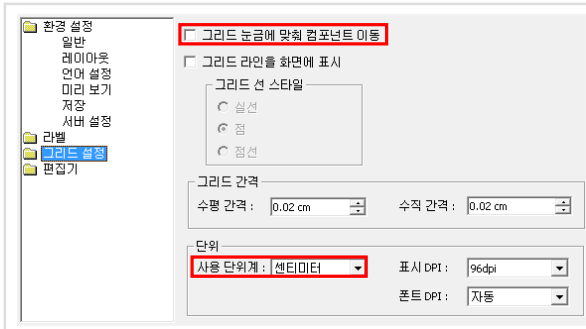 환경 설정
일반
레이아웃
언어 설정
미리 보기
저장
서버 설정
라벨
그리드 설정
편집기
그리드 눈금에 맞춰 컴포넌트 이동
그리드 라인을 화면에 표시
그리드 선 스타일
실선
점
점선
그리드 간격
수평 간격 : 0.02 cm 수직 간격 : 0.02 cm
단위
사용 단위계 : 센티미터 표시 DPI : 96dpi
폰트 DPI : 자동